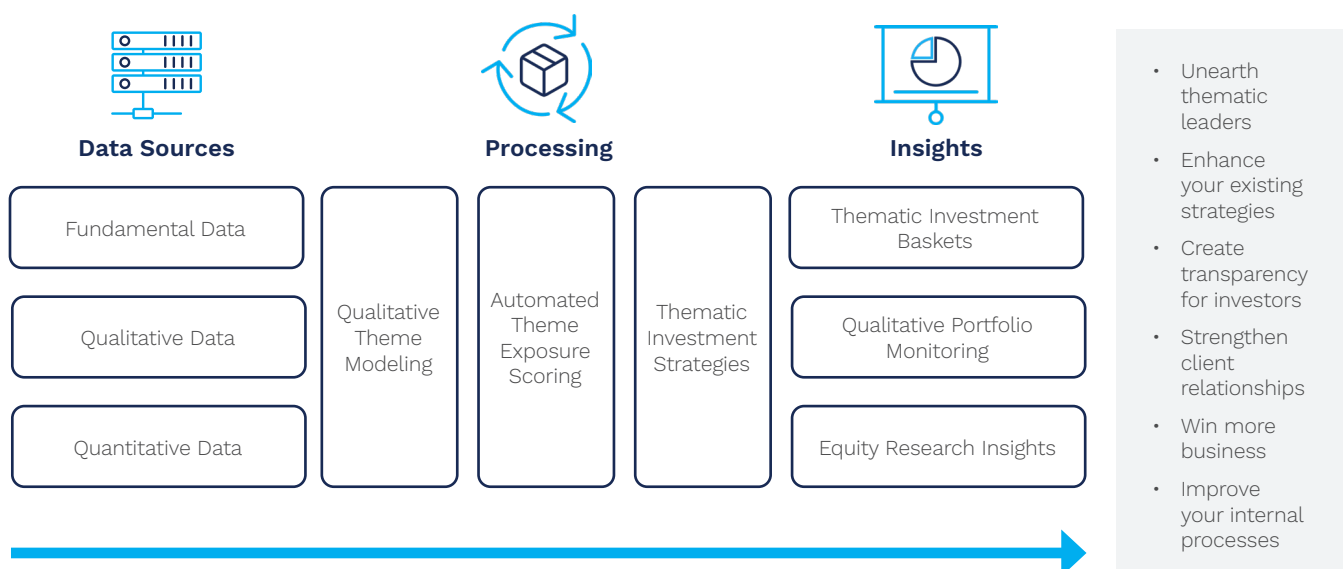 Data Sources
Processing
Insights
Fundamental Data
Qualitative Data
Quantitative Data
Qualitative
Theme
Modeling
Automated
Theme
Exposure
Scoring
Thematic
Investment
Strategies
Thematic Investment
Baskets
Qualitative Portfolio
Monitoring
Equity Research Insights
• Unearth
thematic
leaders
• Enhance
your existing
strategies
• Create
transparency
for investors
• Strengthen
client
relationships
• Win more
business
• Improve
your internal
processes